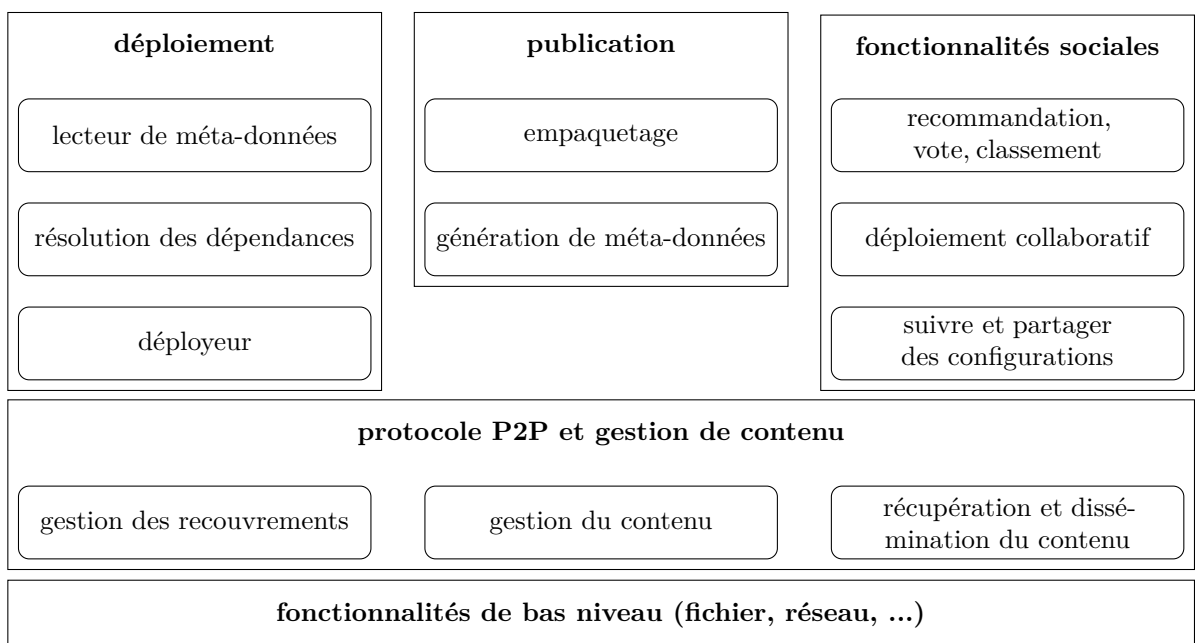 déploiement
lecteur de méta-données
résolution des dépendances
déployeur
publication
empaquetage
génération de méta-données
fonctionnalités sociales
recommandation,
vote, classement
déploiement collaboratif
suivre et partager
des configurations
protocole P2P et gestion de contenu
gestion des recouvrements
gestion du contenu
récupération et dissé-
mination du contenu
fonctionnalités de bas niveau (fichier, réseau, ...)